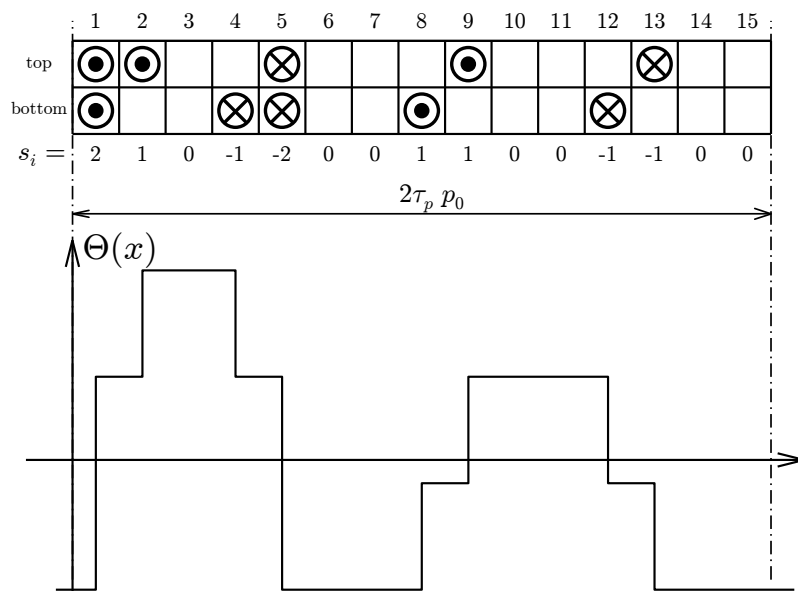 1 2 3 4 5 6 7 8 9 10 11 12 13 14 15
top
bottom
s_i = 2 1 0 -1 -2 0 0 1 1 0 0 -1 -1 0 0
2τ_p p_0
Θ(x)